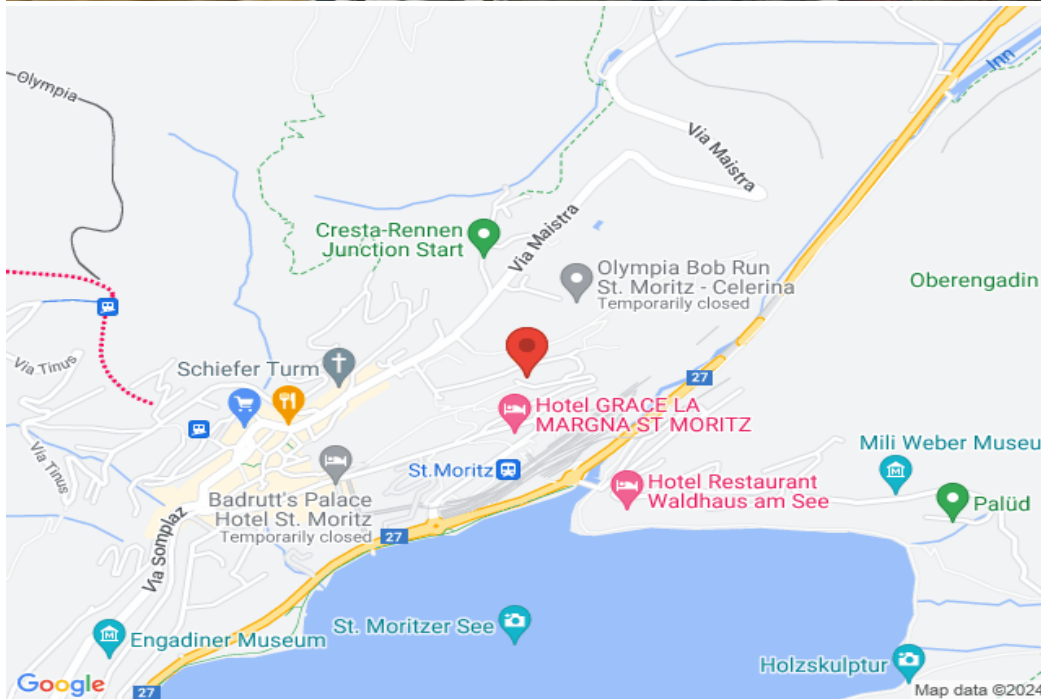 Olympia
Inn
Via Maistra
Cresta-Rennen
Junction Start
Via Maistra
Olympia Bob Run
St. Moritz - Celerina
Temporarily closed
Oberengadin
Via Tinus
Schiefer Turm
27
Hotel GRACE LA
MARGNA ST MORITZ
Via Tinus
St.Moritz
Mili Weber Museu
Badrutt's Palace
Hotel St. Moritz
Temporarily closed
Hotel Restaurant
Waldhaus am See
Palüd
27
Via Somplaz
Engadiner Museum
St. Moritzer See
Holzskulptur
Google
27
Map data ©2024